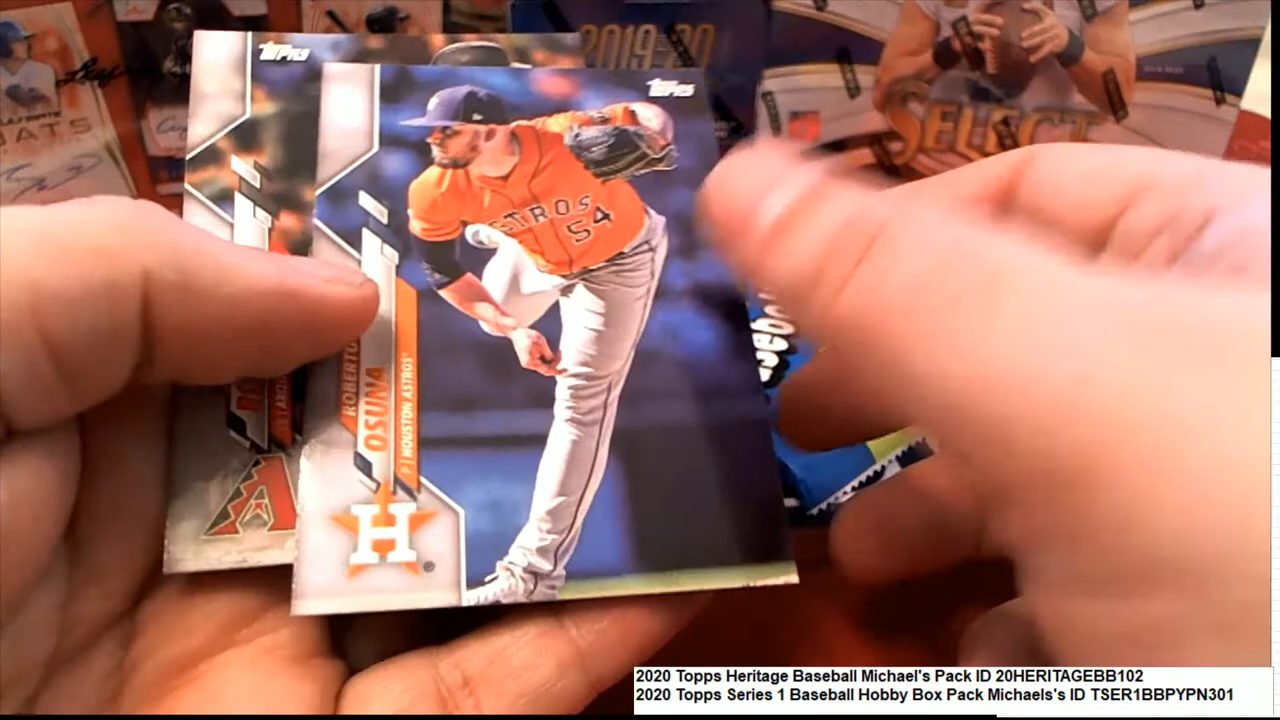 2019-20
TOPPS
TOPPS
SELECT
ASTROS
54
ROBERTO
OSUNA
P | HOUSTON ASTROS
H
2020 Topps Heritage Baseball Michael's Pack ID 20HERITAGEBB102
2020 Topps Series 1 Baseball Hobby Box Pack Michaels's ID TSER1BBPYPN301